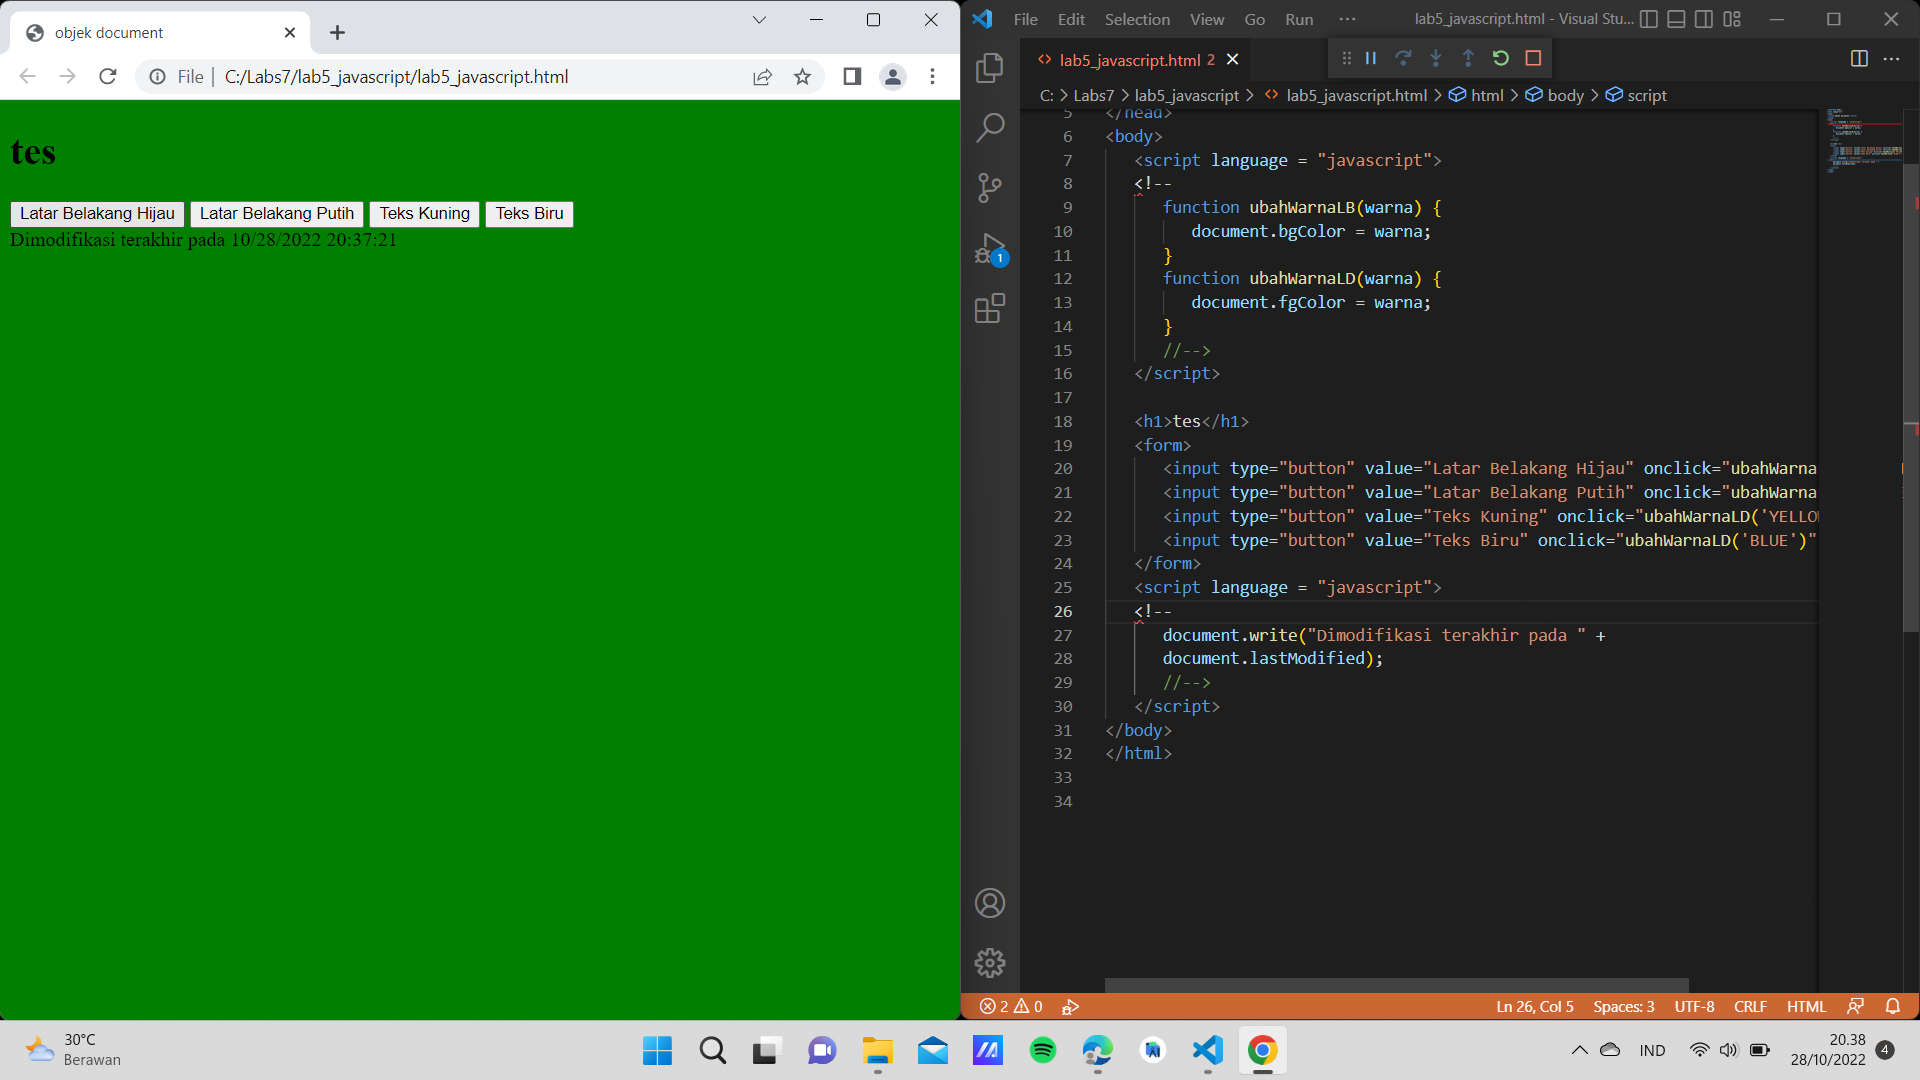 objek document
File
C:/Labs7/lab5_javascript/lab5_javascript.html
tes
Latar Belakang Hijau
Latar Belakang Putih
Teks Kuning
Teks Biru
Dimodifikasi terakhir pada 10/28/2022 20:37:21
File Edit Selection View Go Run ···
lab5_javascript.html - Visual Stu...
lab5_javascript.html 2
C: > Labs7 > lab5_javascript > lab5_javascript.html > html > body > script
5 </head>
6 <body>
7 <script language = "javascript">
8 <!--
9 function ubahWarnaLB(warna) {
10 document.bgColor = warna;
11 }
12 function ubahWarnaLD(warna) {
13 document.fgColor = warna;
14 }
15 //-->
16 </script>
17
18 <h1>tes</h1>
19 <form>
20 <input type="button" value="Latar Belakang Hijau" onclick="ubahWarna
21 <input type="button" value="Latar Belakang Putih" onclick="ubahWarna
22 <input type="button" value="Teks Kuning" onclick="ubahWarnaLD('YELLO
23 <input type="button" value="Teks Biru" onclick="ubahWarnaLD('BLUE')"
24 </form>
25 <script language = "javascript">
26 <!--
27 document.write("Dimodifikasi terakhir pada " +
28 document.lastModified);
29 //-->
30 </script>
31 </body>
32 </html>
33
34
1
2 0
Ln 26, Col 5 Spaces: 3 UTF-8 CRLF HTML
30°C
Berawan
IND
20.38
28/10/2022
4